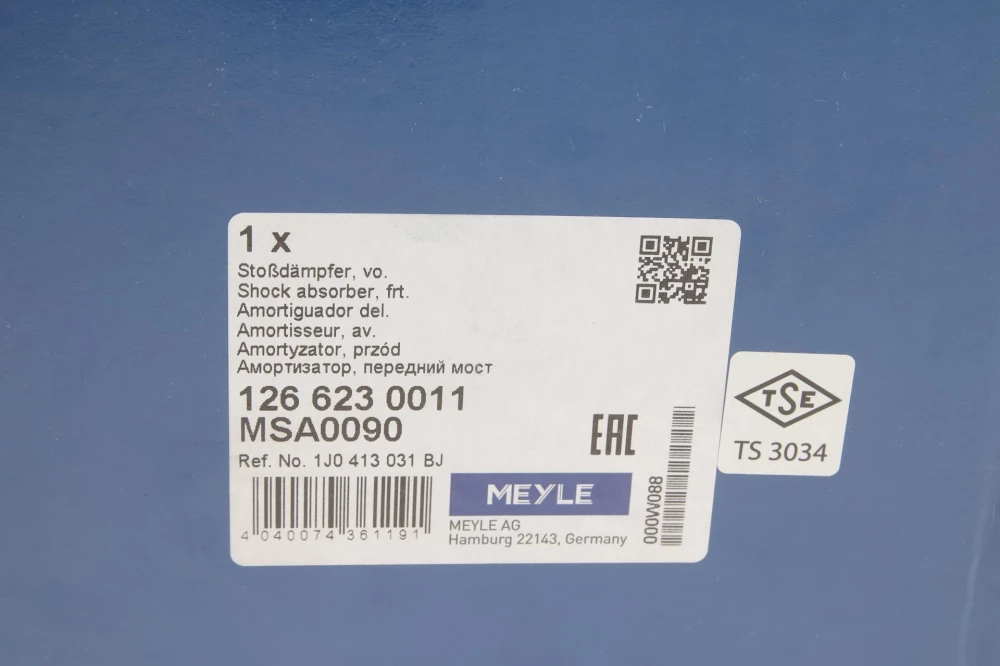 1 x
Stoßdämpfer, vo.
Shock absorber, frt.
Amortiguador del.
Amortisseur, av.
Amortyzator, przód
Амортизатор, передний мост
126 623 0011
MSA0090
Ref. No. 1J0 413 031 BJ
4 040074 361191
EAC
MEYLE
MEYLE AG
Hamburg 22143, Germany
000W088
TSE
TS 3034